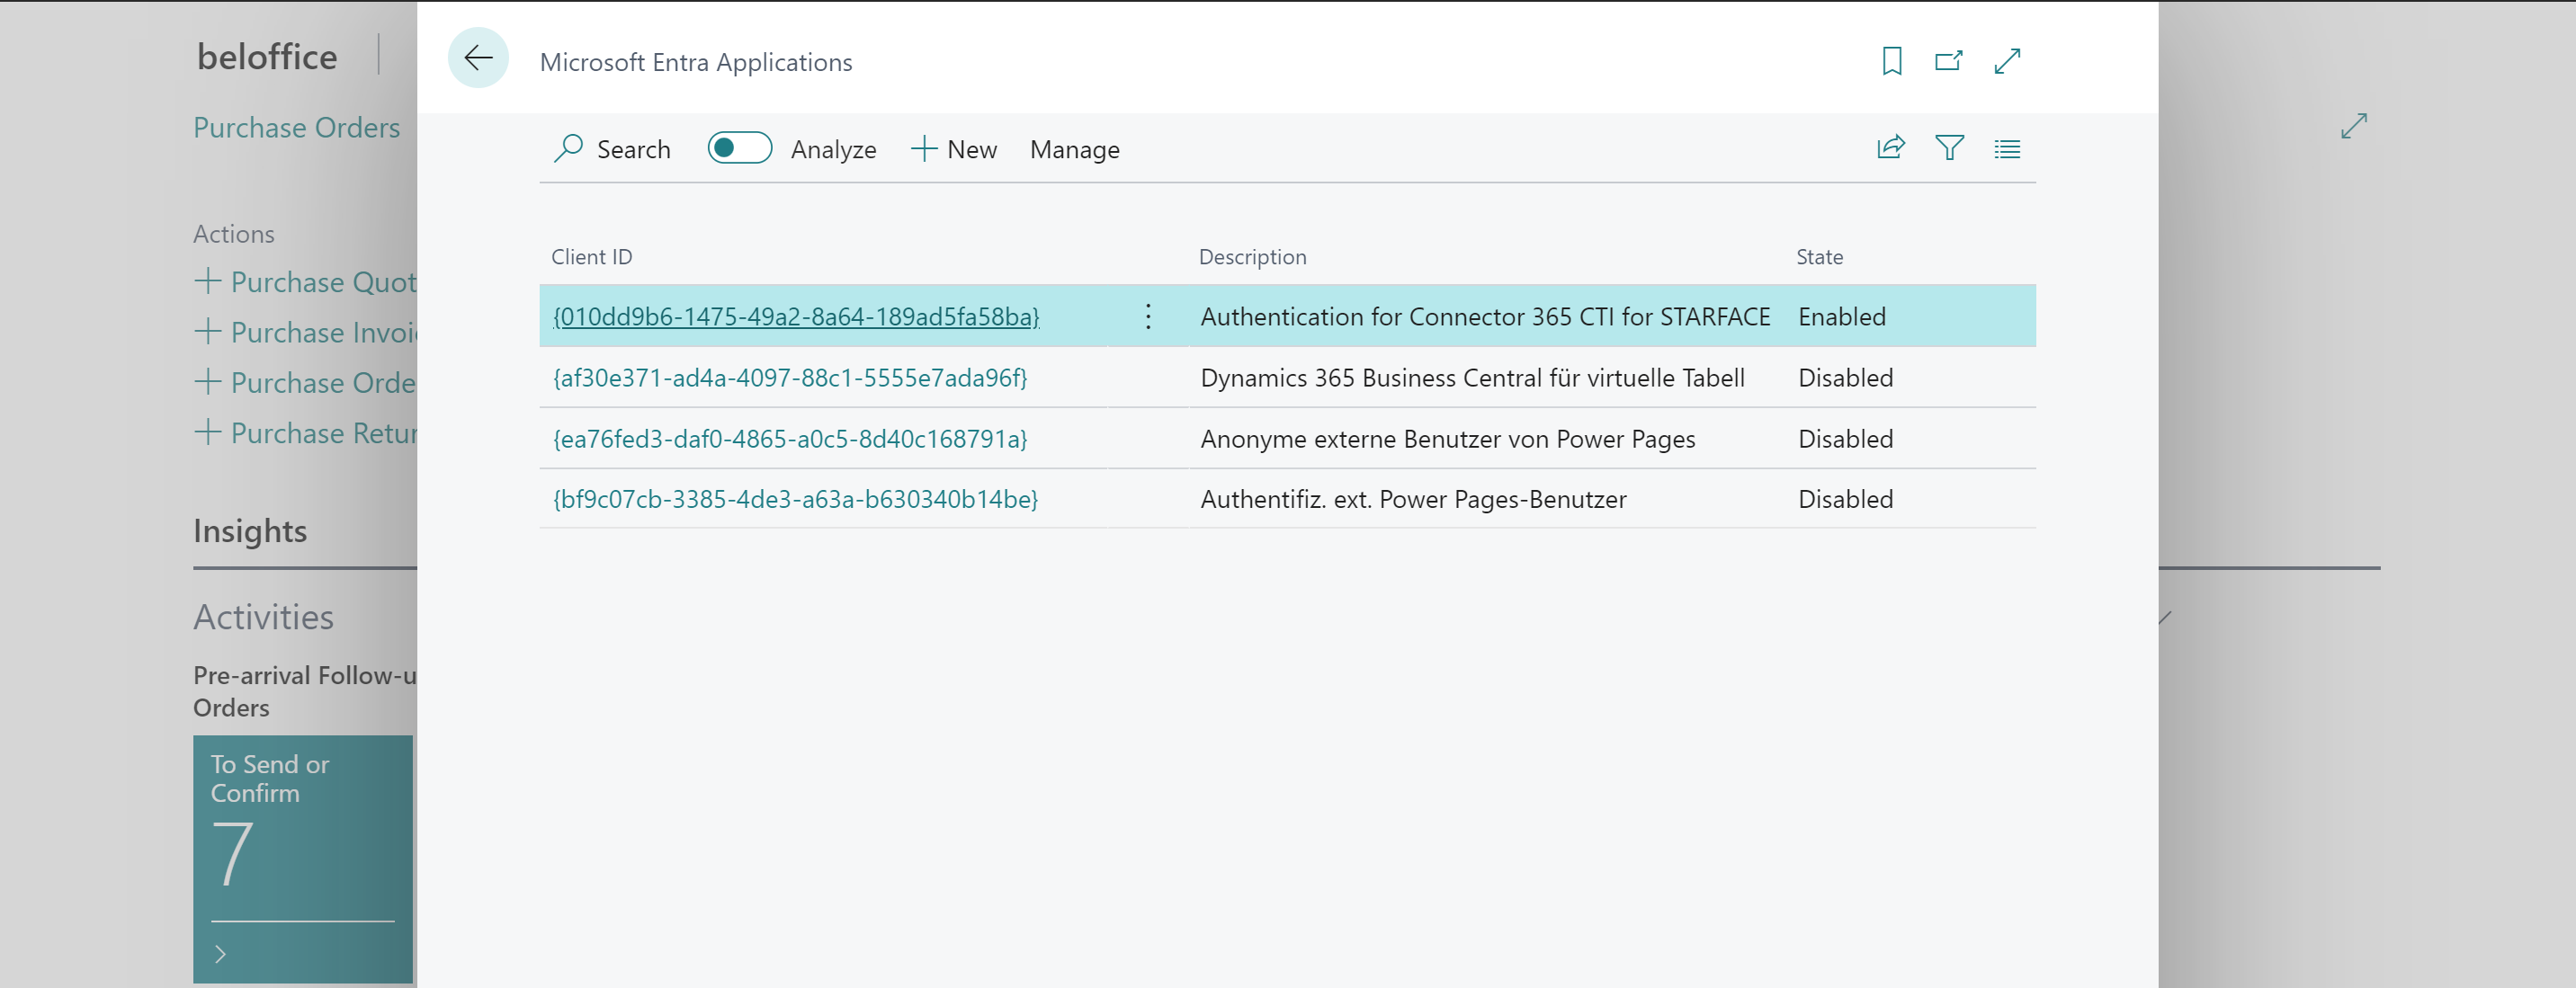 beloffice
Purchase Orders
Actions
Purchase Quot
Purchase Invoi
Purchase Orde
Purchase Retur
Insights
Activities
Pre-arrival Follow-u
Orders
To Send or
Confirm
7
Microsoft Entra Applications
Search Analyze New Manage
Client ID Description State
{010dd9b6-1475-49a2-8a64-189ad5fa58ba} Authentication for Connector 365 CTI for STARFACE Enabled
{af30e371-ad4a-4097-88c1-5555e7ada96f} Dynamics 365 Business Central für virtuelle Tabell Disabled
{ea76fed3-daf0-4865-a0c5-8d40c168791a} Anonyme externe Benutzer von Power Pages Disabled
{bf9c07cb-3385-4de3-a63a-b630340b14be} Authentifiz. ext. Power Pages-Benutzer Disabled